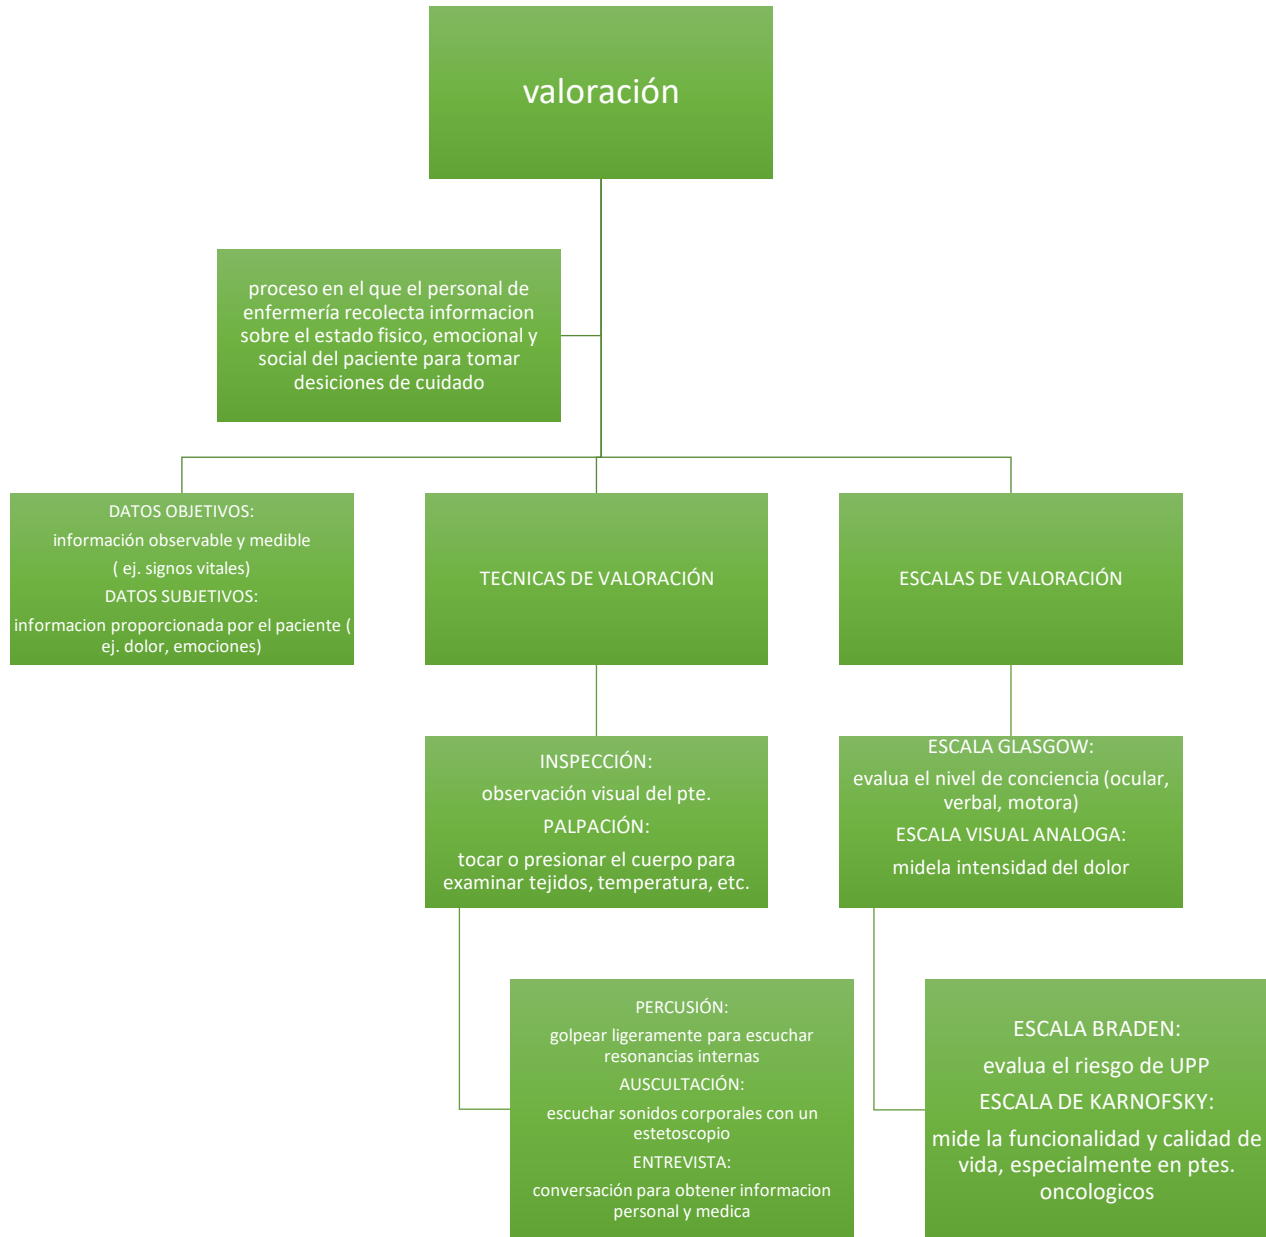 valoración
proceso en el que el personal de
enfermería recolecta informacion
sobre el estado fisico, emocional y
social del paciente para tomar
desiciones de cuidado
DATOS OBJETIVOS:
información observable y medible
( ej. signos vitales)
DATOS SUBJETIVOS:
informacion proporcionada por el paciente (
ej. dolor, emociones)
TECNICAS DE VALORACIÓN
ESCALAS DE VALORACIÓN
INSPECCIÓN:
observación visual del pte.
PALPACIÓN:
tocar o presionar el cuerpo para
examinar tejidos, temperatura, etc.
ESCALA GLASGOW:
evalua el nivel de conciencia (ocular,
verbal, motora)
ESCALA VISUAL ANALOGA:
midela intensidad del dolor
PERCUSIÓN:
golpear ligeramente para escuchar
resonancias internas
AUSCULTACIÓN:
escuchar sonidos corporales con un
estetoscopio
ENTREVISTA:
conversación para obtener informacion
personal y medica
ESCALA BRADEN:
evalua el riesgo de UPP
ESCALA DE KARNOFSKY:
mide la funcionalidad y calidad de
vida, especialmente en ptes.
oncologicos